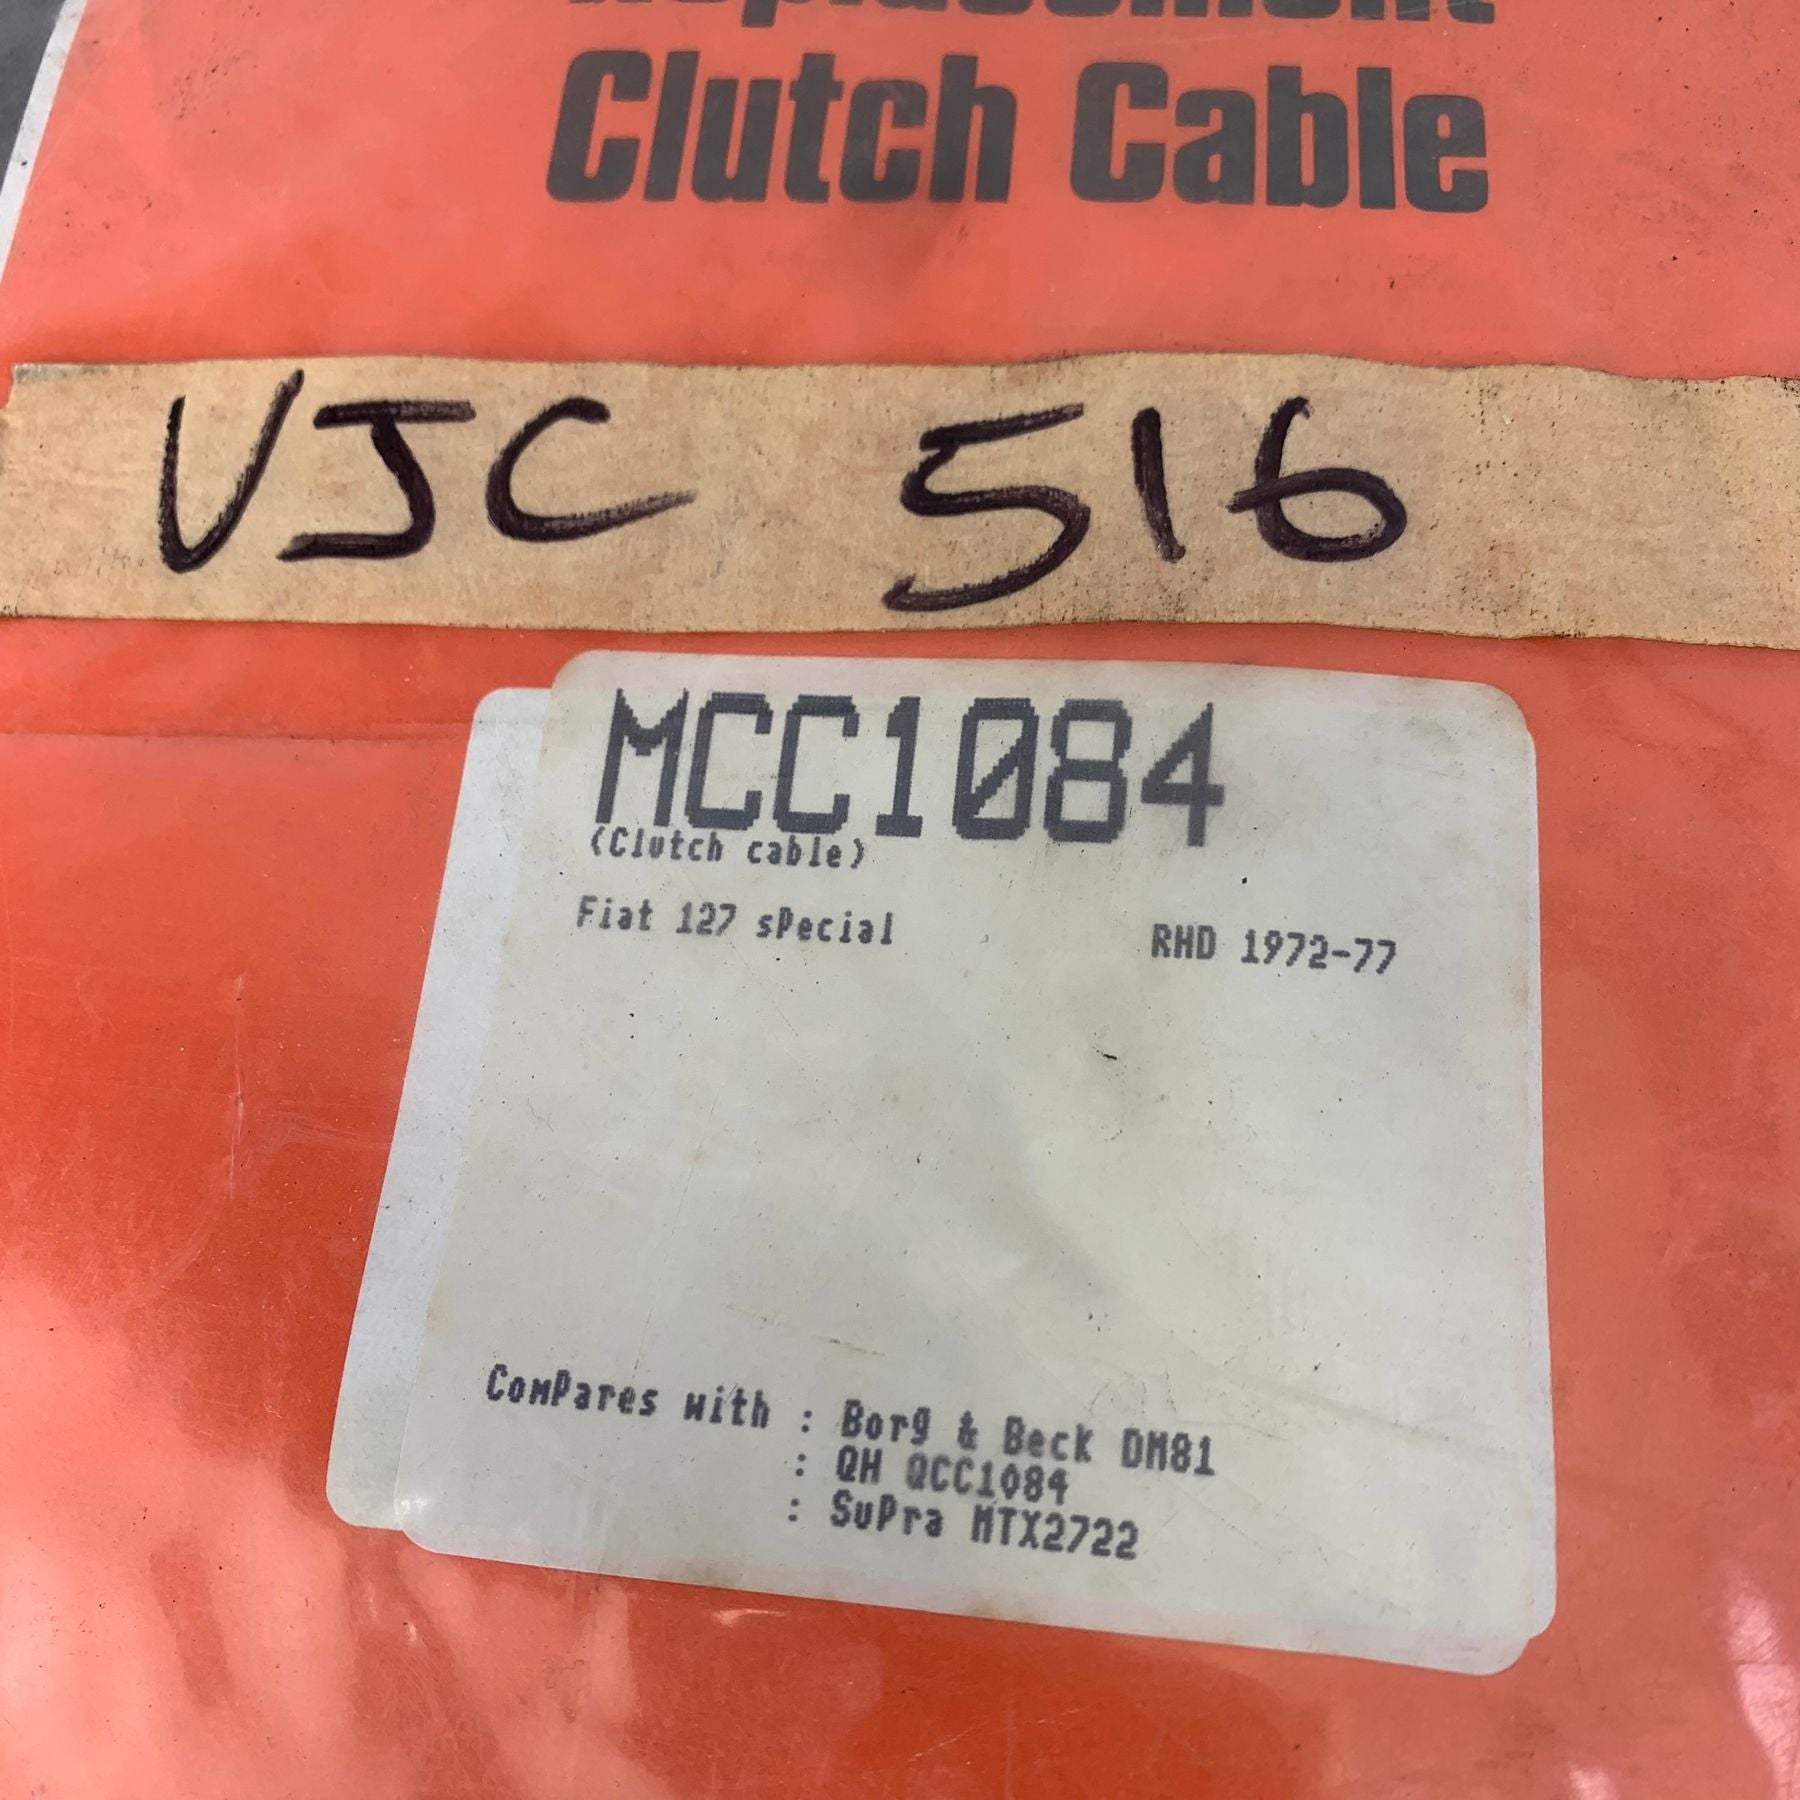 Replacement
Clutch Cable
VJC 516
MCC1084
(Clutch cable)
Fiat 127 sPecial RHD 1972-77
ComPares with : Borg & Beck DM81
: QH QCC1084
: SuPra MTX2722